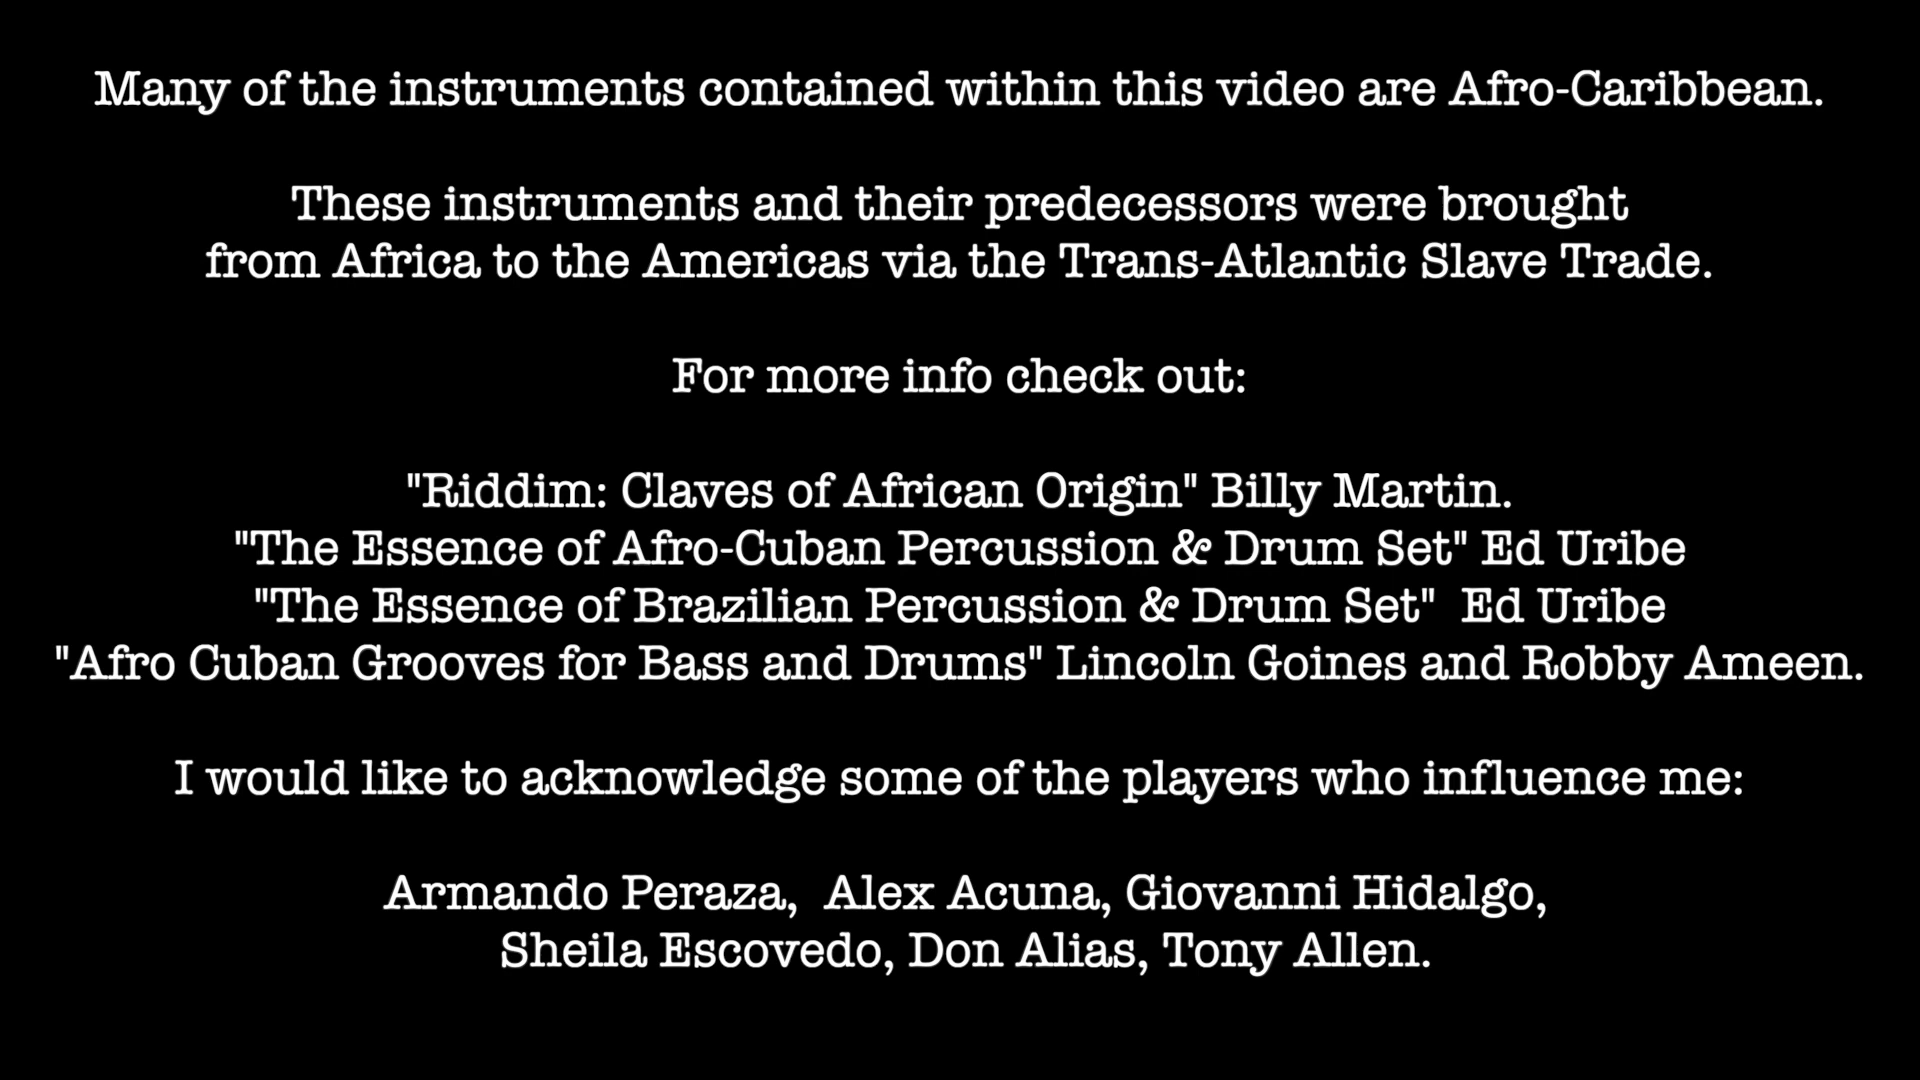 Many of the instruments contained within this video are Afro-Caribbean.
These instruments and their predecessors were brought
from Africa to the Americas via the Trans-Atlantic Slave Trade.
For more info check out:
"Riddim: Claves of African Origin" Billy Martin.
"The Essence of Afro-Cuban Percussion & Drum Set" Ed Uribe
"The Essence of Brazilian Percussion & Drum Set"  Ed Uribe
"Afro Cuban Grooves for Bass and Drums" Lincoln Goines and Robby Ameen.
I would like to acknowledge some of the players who influence me:
Armando Peraza,  Alex Acuna, Giovanni Hidalgo,
Sheila Escovedo, Don Alias, Tony Allen.